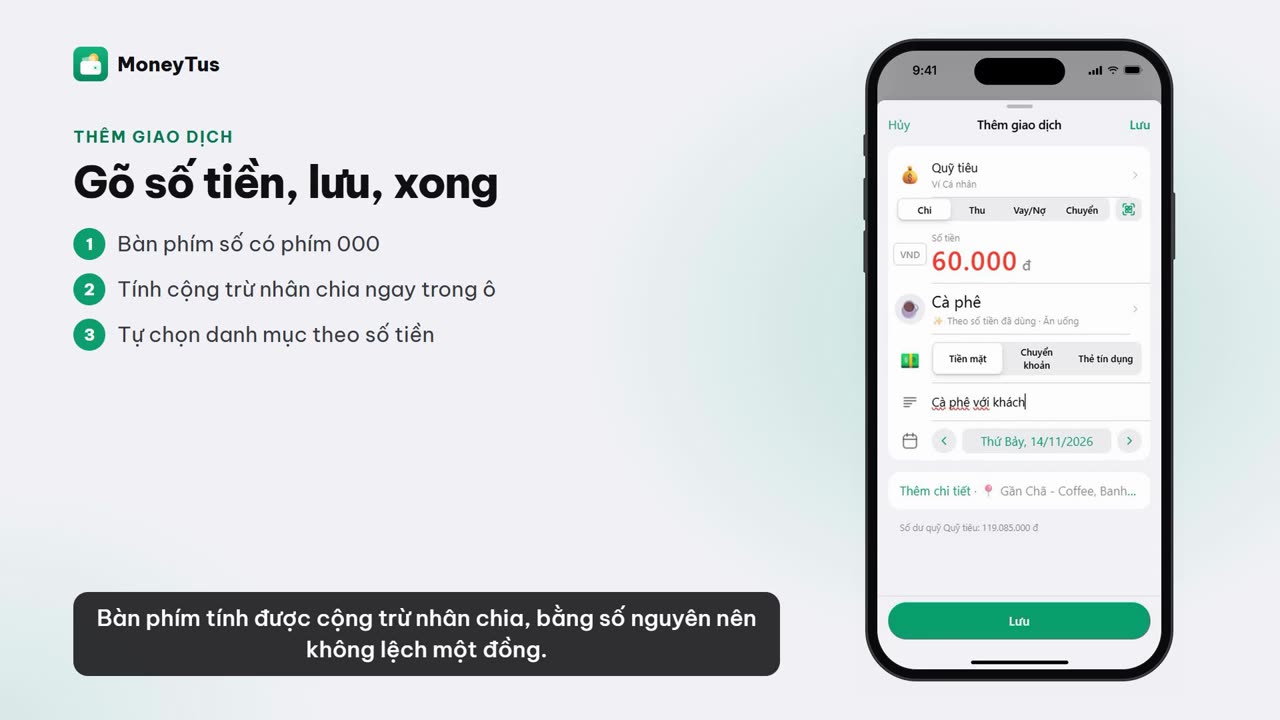 MoneyTus
THÊM GIAO DỊCH
Gõ số tiền, lưu, xong
1 Bàn phím số có phím 000
2 Tính cộng trừ nhân chia ngay trong ô
3 Tự chọn danh mục theo số tiền
Bàn phím tính được cộng trừ nhân chia, bằng số nguyên nên
không lệch một đồng.
9:41
Hủy Thêm giao dịch Lưu
Quỹ tiêu
Ví Cá nhân
Chi Thu Vay/Nợ Chuyển
Số tiền
VND 60.000 đ
Cà phê
Theo số tiền đã dùng · Ăn uống
Tiền mặt Chuyển khoản Thẻ tín dụng
Cà phê với khách
Thứ Bảy, 14/11/2026
Thêm chi tiết · Gần Chã - Coffee, Banh...
Số dư quỹ Quỹ tiêu: 119.085.000 đ
Lưu